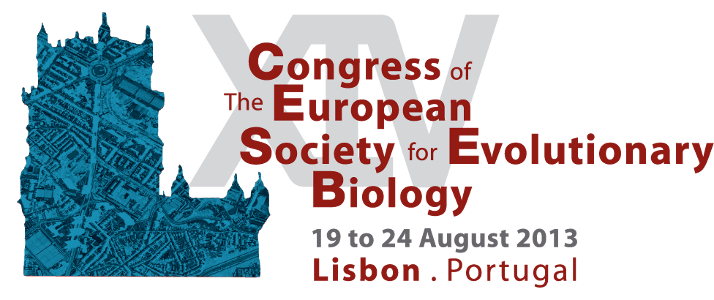 XIV
Congress of
The European
Society for Evolutionary
Biology
19 to 24 August 2013
Lisbon . Portugal